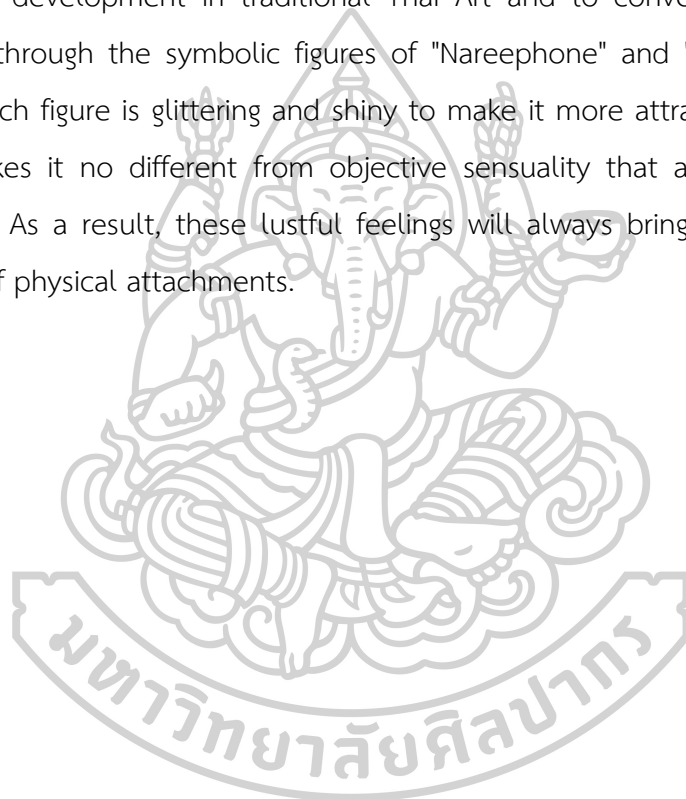 development in traditional Thai Art and to conve
through the symbolic figures of "Nareephone" and "
ch figure is glittering and shiny to make it more attra
kes it no different from objective sensuality that a
As a result, these lustful feelings will always bring
f physical attachments.
มหาวิทยาลัยศิลปากร